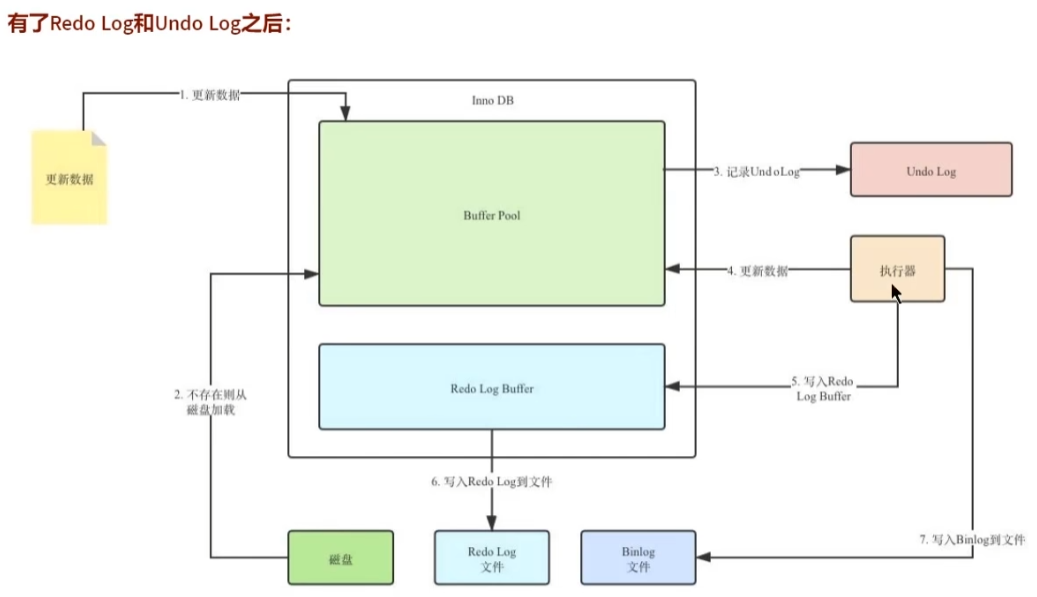 有了Redo Log和Undo Log之后：
1. 更新数据
Inno DB
更新数据
Buffer Pool
3. 记录UndoLog
Undo Log
4. 更新数据
执行器
2. 不存在则从
磁盘加载
Redo Log Buffer
5. 写入Redo
Log Buffer
6. 写入Redo Log到文件
7. 写入Binlog到文件
磁盘
Redo Log
文件
Binlog
文件